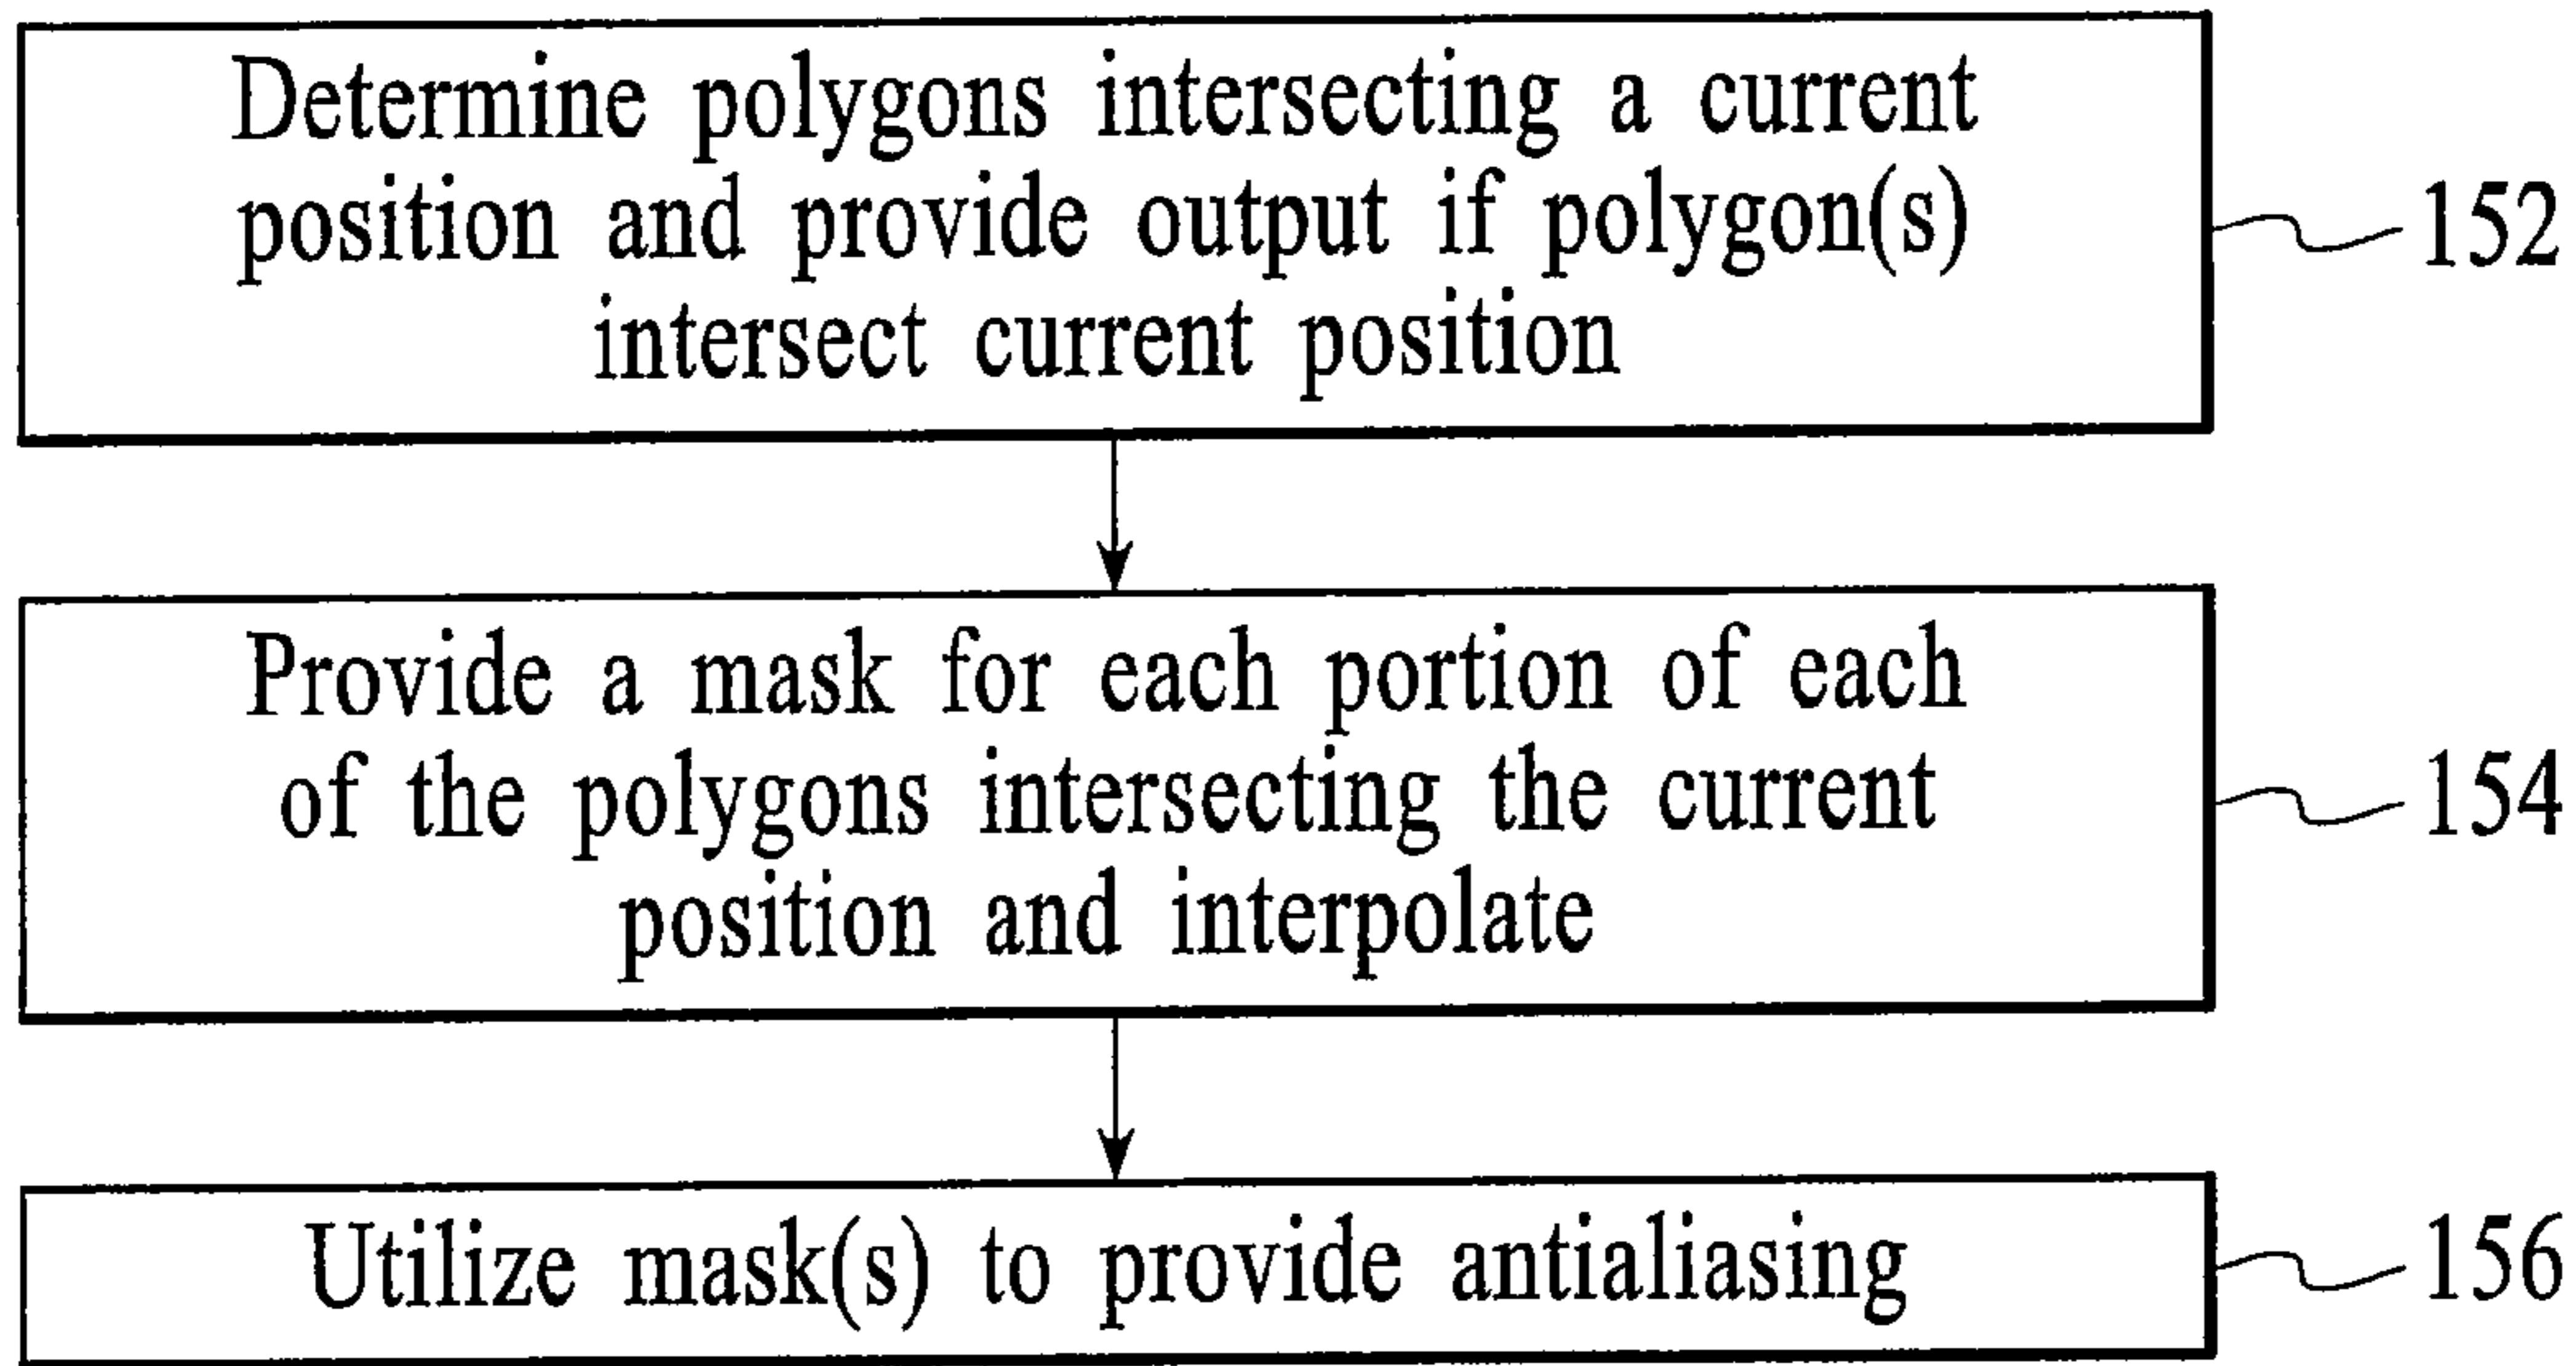 Determine polygons intersecting a current
position and provide output if polygon(s)
intersect current position
152
Provide a mask for each portion of each
of the polygons intersecting the current
position and interpolate
154
Utilize mask(s) to provide antialiasing
156